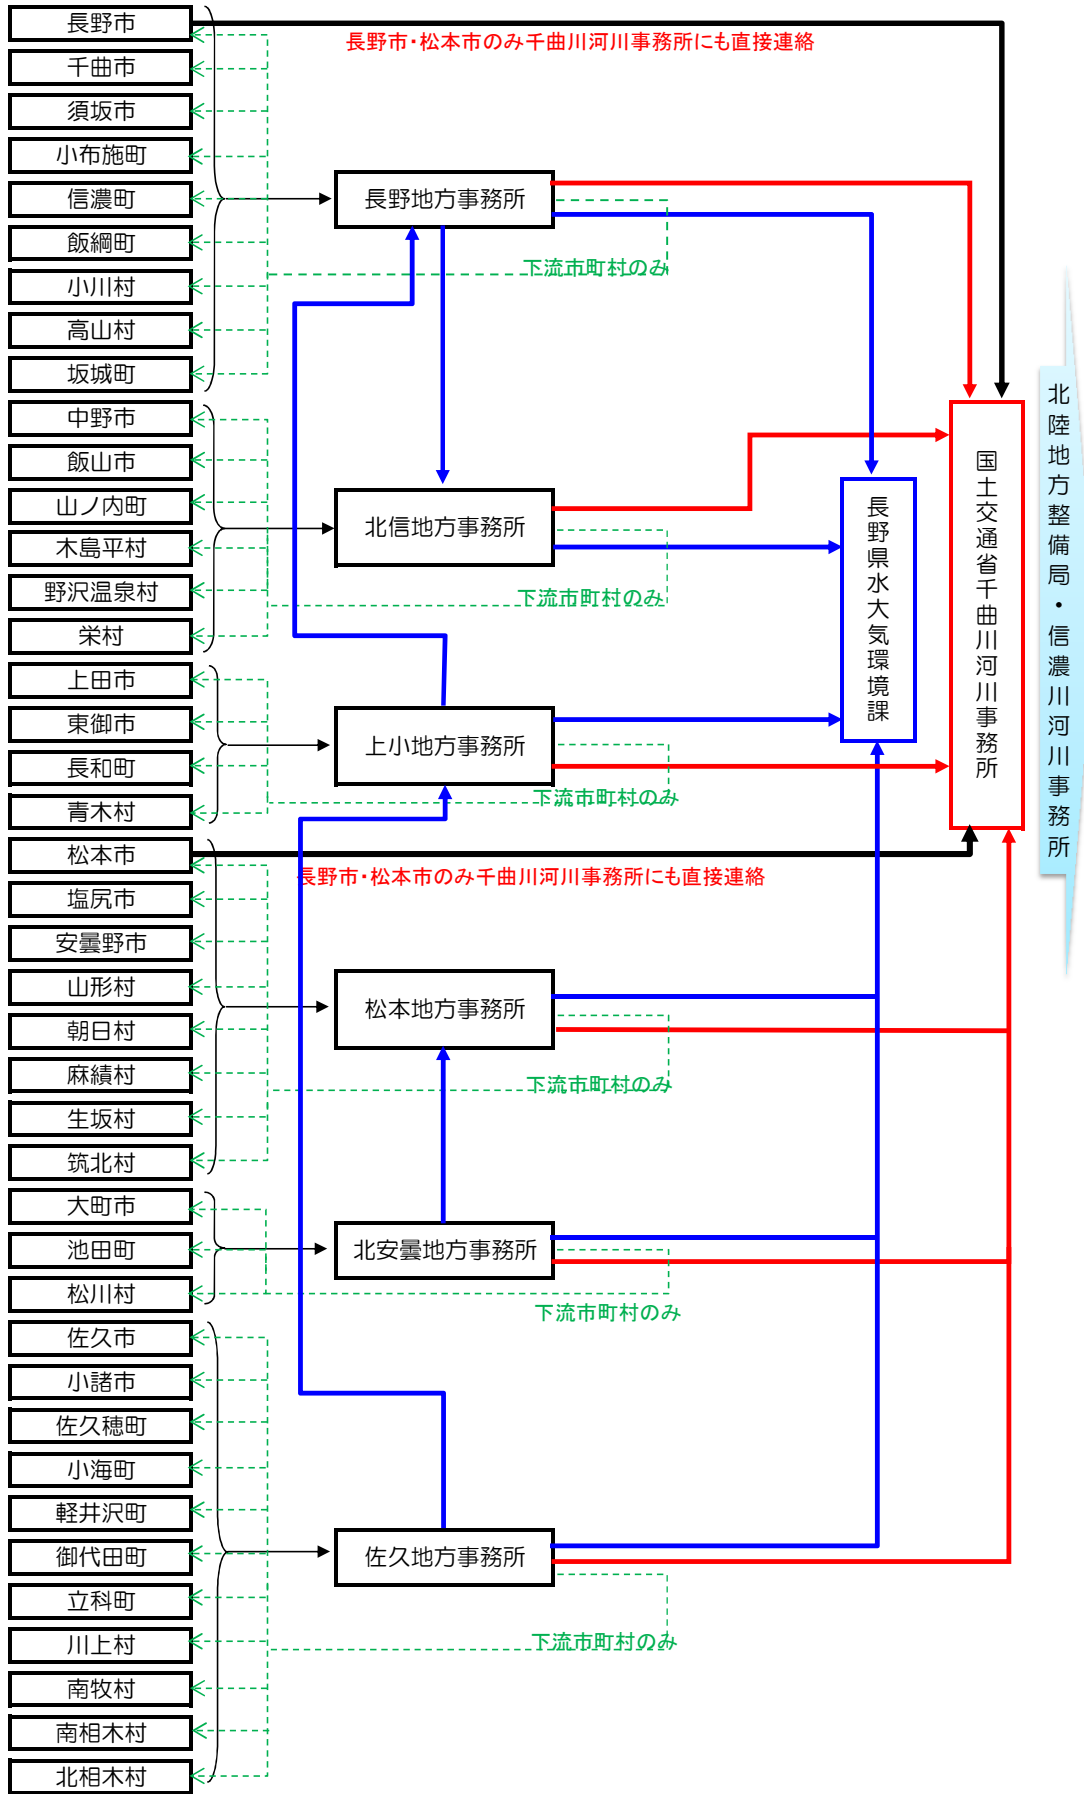 長野市
長野市・松本市のみ千曲川河川事務所にも直接連絡
千曲市
須坂市
小布施町
信濃町
飯綱町
小川村
高山村
坂城町
長野地方事務所
下流市町村のみ
中野市
飯山市
山ノ内町
木島平村
野沢温泉村
栄村
北信地方事務所
下流市町村のみ
上田市
東御市
長和町
青木村
上小地方事務所
下流市町村のみ
松本市
長野市・松本市のみ千曲川河川事務所にも直接連絡
塩尻市
安曇野市
山形村
朝日村
麻績村
生坂村
筑北村
松本地方事務所
下流市町村のみ
大町市
池田町
松川村
北安曇地方事務所
下流市町村のみ
佐久市
小諸市
佐久穂町
小海町
軽井沢町
御代田町
立科町
川上村
南牧村
南相木村
北相木村
佐久地方事務所
下流市町村のみ
長野県水大気環境課
国土交通省千曲川河川事務所
北陸地方整備局・信濃川河川事務所